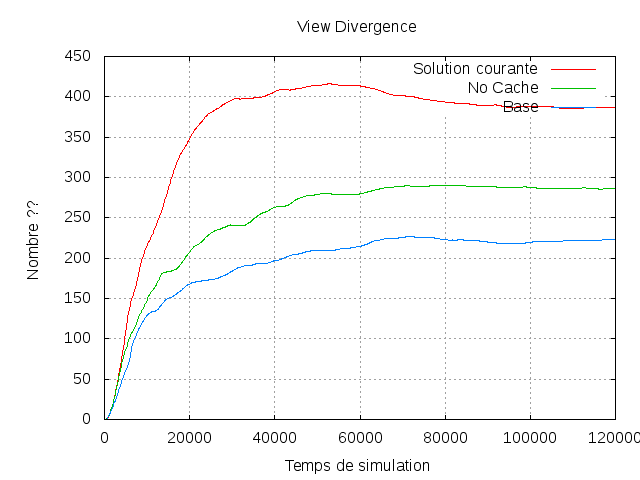 View Divergence
450
400
350
300
250
200
150
100
50
0
Nombre ??
Solution courante
No Cache
Base
0 20000 40000 60000 80000 100000 120000
Temps de simulation